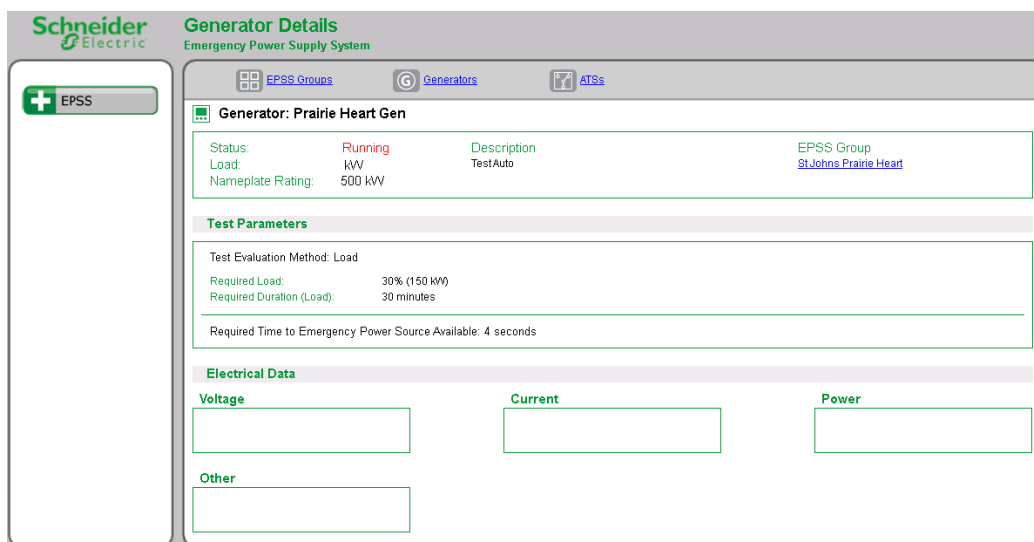 Schneider Electric
Generator Details
Emergency Power Supply System
EPSS
EPSS Groups Generators ATSs
G
Generator: Prairie Heart Gen
Status: Running Description EPSS Group
Load: kW TestAuto St Johns Prairie Heart
Nameplate Rating: 500 kW
Test Parameters
Test Evaluation Method: Load
Required Load: 30% (150 kW)
Required Duration (Load): 30 minutes
Required Time to Emergency Power Source Available: 4 seconds
Electrical Data
Voltage Current Power
Other